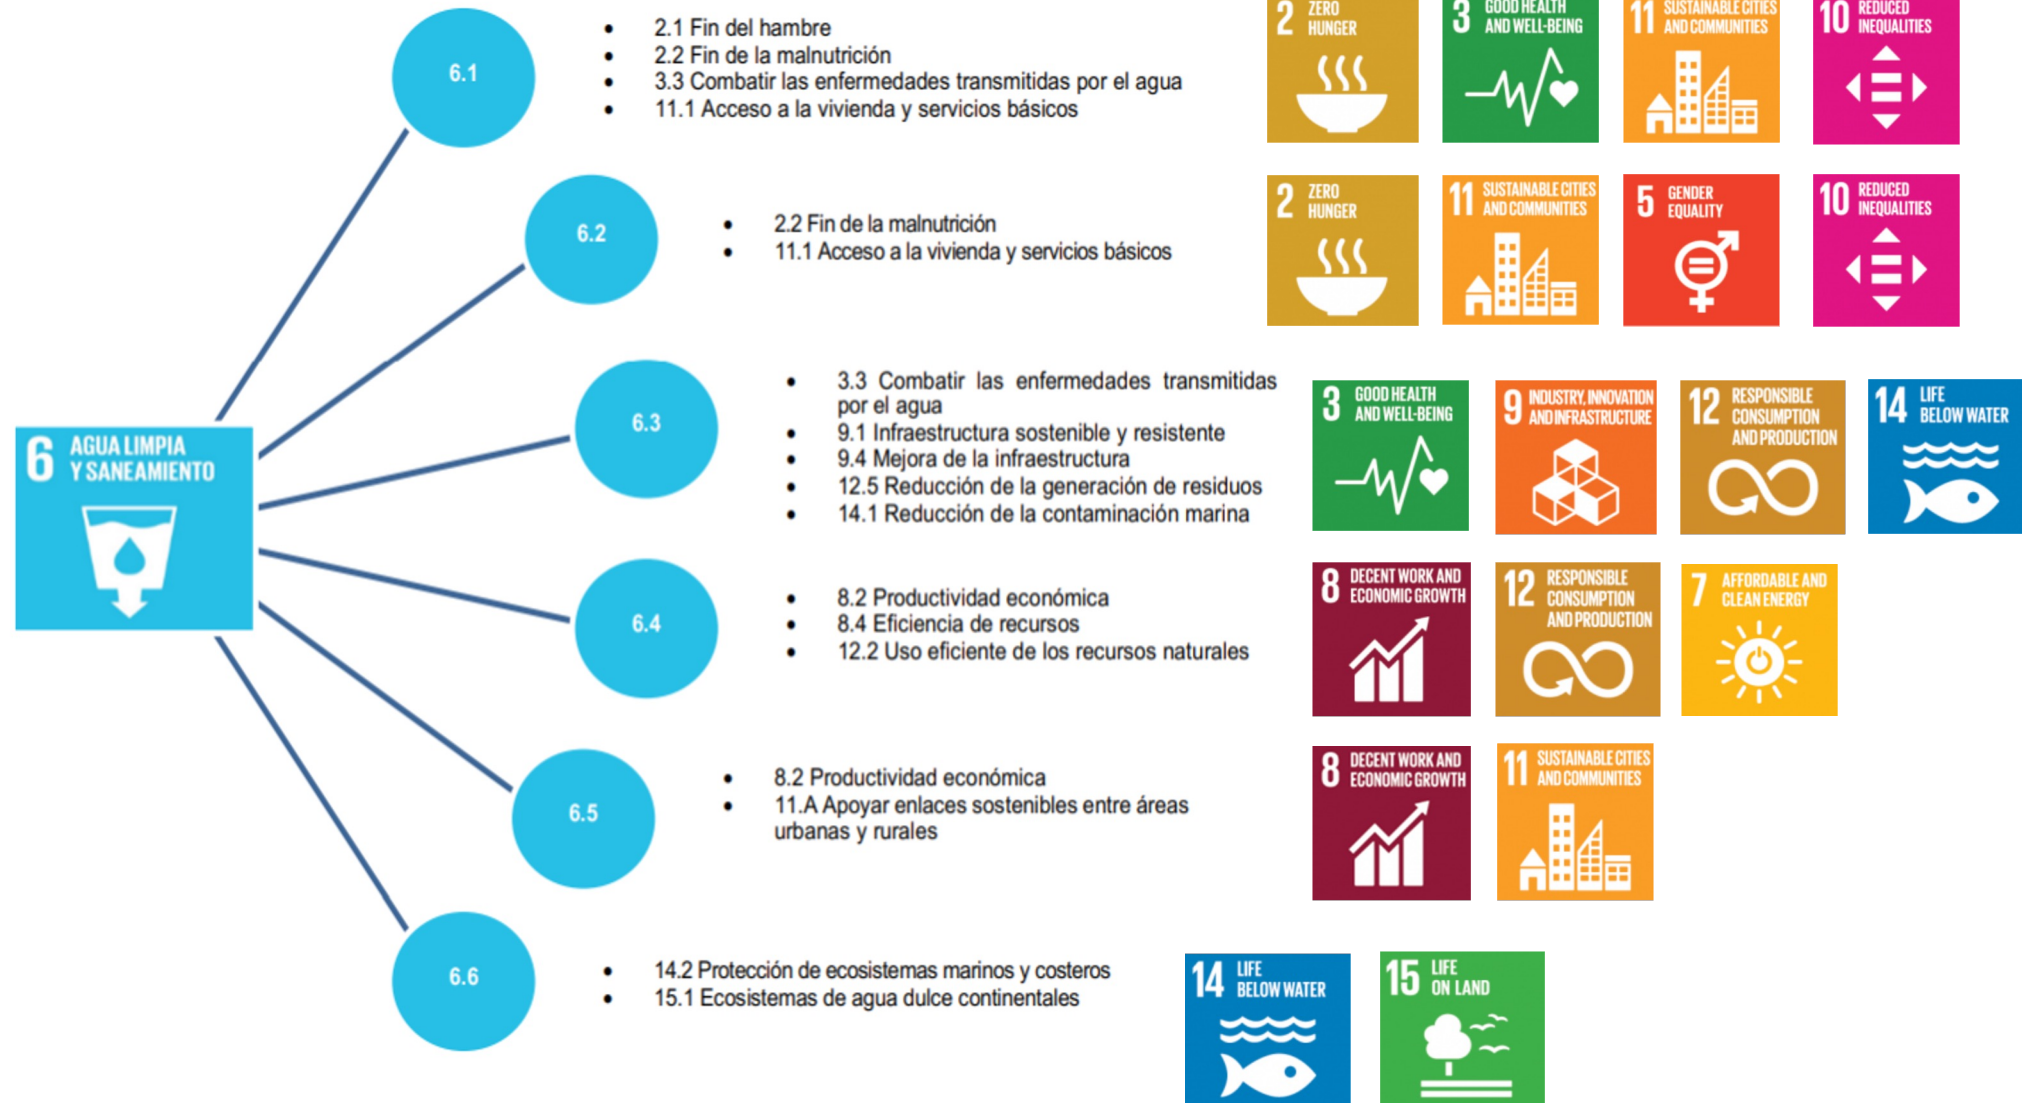 6.1
• 2.1 Fin del hambre
• 2.2 Fin de la malnutrición
• 3.3 Combatir las enfermedades transmitidas por el agua
• 11.1 Acceso a la vivienda y servicios básicos
2 ZERO
HUNGER
3 GOOD HEALTH
AND WELL-BEING
11 SUSTAINABLE CITIES
AND COMMUNITIES
10 REDUCED
INEQUALITIES
6.2
• 2.2 Fin de la malnutrición
• 11.1 Acceso a la vivienda y servicios básicos
2 ZERO
HUNGER
11 SUSTAINABLE CITIES
AND COMMUNITIES
5 GENDER
EQUALITY
10 REDUCED
INEQUALITIES
6 AGUA LIMPIA
Y SANEAMIENTO
6.3
• 3.3 Combatir las enfermedades transmitidas
por el agua
• 9.1 Infraestructura sostenible y resistente
• 9.4 Mejora de la infraestructura
• 12.5 Reducción de la generación de residuos
• 14.1 Reducción de la contaminación marina
3 GOOD HEALTH
AND WELL-BEING
9 INDUSTRY, INNOVATION
AND INFRASTRUCTURE
12 RESPONSIBLE
CONSUMPTION
AND PRODUCTION
14 LIFE
BELOW WATER
6.4
• 8.2 Productividad económica
• 8.4 Eficiencia de recursos
• 12.2 Uso eficiente de los recursos naturales
8 DECENT WORK AND
ECONOMIC GROWTH
12 RESPONSIBLE
CONSUMPTION
AND PRODUCTION
7 AFFORDABLE AND
CLEAN ENERGY
6.5
• 8.2 Productividad económica
• 11.A Apoyar enlaces sostenibles entre áreas
urbanas y rurales
8 DECENT WORK AND
ECONOMIC GROWTH
11 SUSTAINABLE CITIES
AND COMMUNITIES
6.6
• 14.2 Protección de ecosistemas marinos y costeros
• 15.1 Ecosistemas de agua dulce continentales
14 LIFE
BELOW WATER
15 LIFE
ON LAND